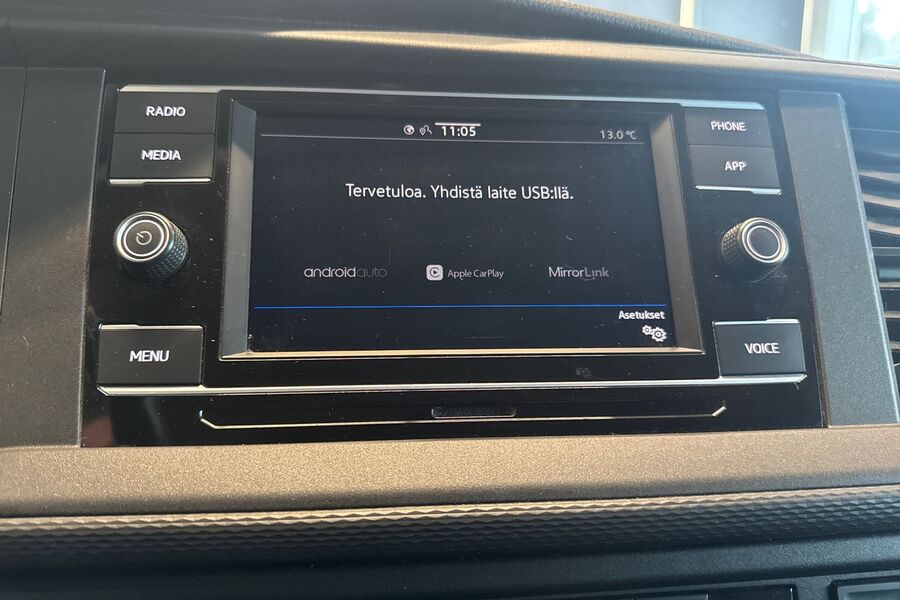 RADIO
MEDIA
MENU
11:05
13.0°C
Tervetuloa. Yhdistä laite USB:llä.
androidauto
Apple CarPlay
MirrorLink
Asetukset
PHONE
APP
VOICE